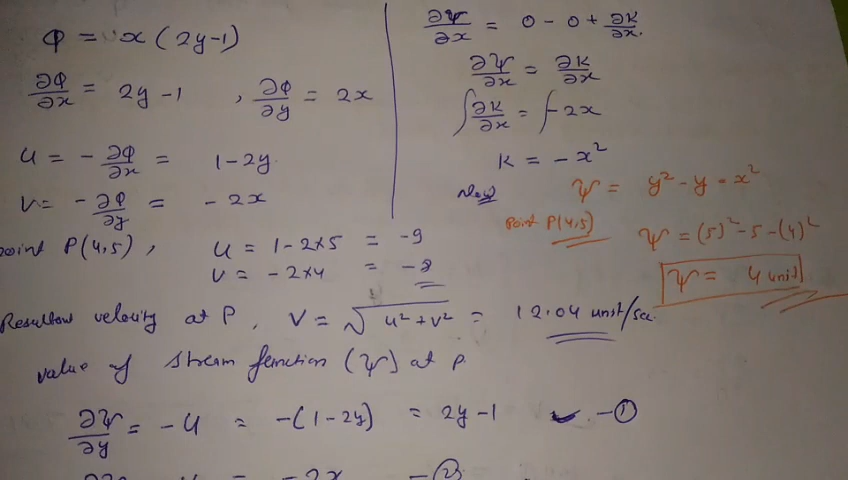 Φ = x(2y-1)
∂Φ/∂x = 2y-1 , ∂Φ/∂y = 2x
u = -∂Φ/∂x = 1-2y
v = -∂Φ/∂y = -2x
point P(4,5), u = 1-2×5 = -9
v = -2×4 = -8
Resultant velocity at P, V = √u²+v² = 12.04 unit/sec
value of stream function (ψ) at P.
∂ψ/∂y = -u = -(1-2y) = 2y-1 -①
= -2x -②
∂ψ/∂x = 0-0+∂k/∂x.
∂ψ/∂x = ∂k/∂x
∫∂k/∂x = ∫-2x
k = -x²
Now ψ = y²-y-x²
Point P(4,5) ψ = (5)²-5-(4)²
ψ = 4 unit